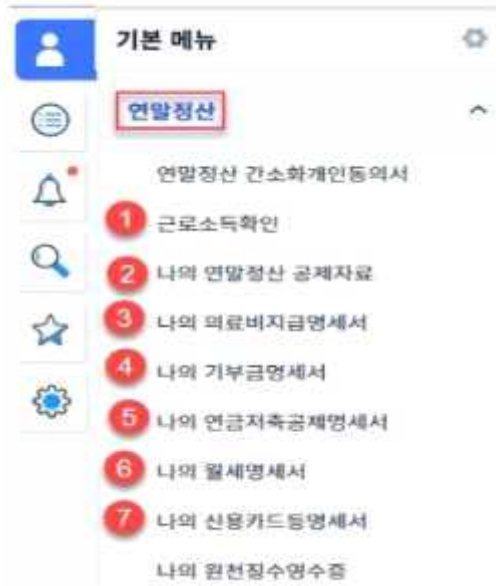 기본 메뉴
연말정산
연말정산 간소화개인동의서
1 근로소득확인
2 나의 연말정산 공제자료
3 나의 의료비지급명세서
4 나의 기부금명세서
5 나의 연금저축공제명세서
6 나의 월세명세서
7 나의 신용카드등명세서
나의 원천징수영수증